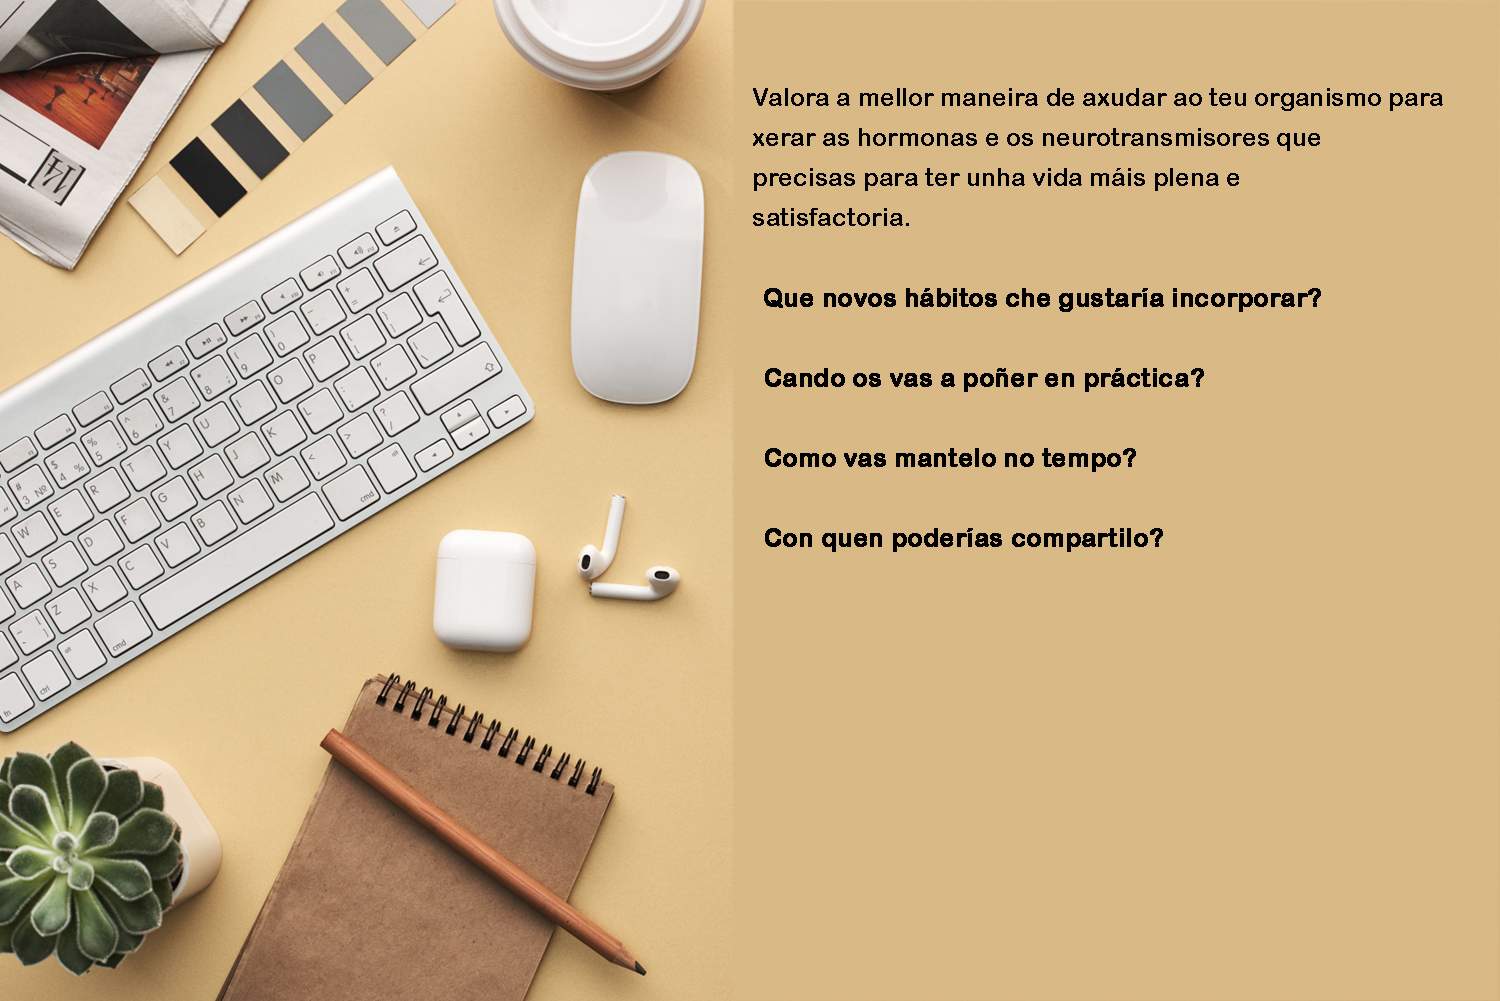 Valora a mellor maneira de axudar ao teu organismo para
xerar as hormonas e os neurotransmisores que
precisas para ter unha vida máis plena e
satisfactoria.
Que novos hábitos che gustaría incorporar?
Cando os vas a poñer en práctica?
Como vas mantelo no tempo?
Con quen poderías compartilo?